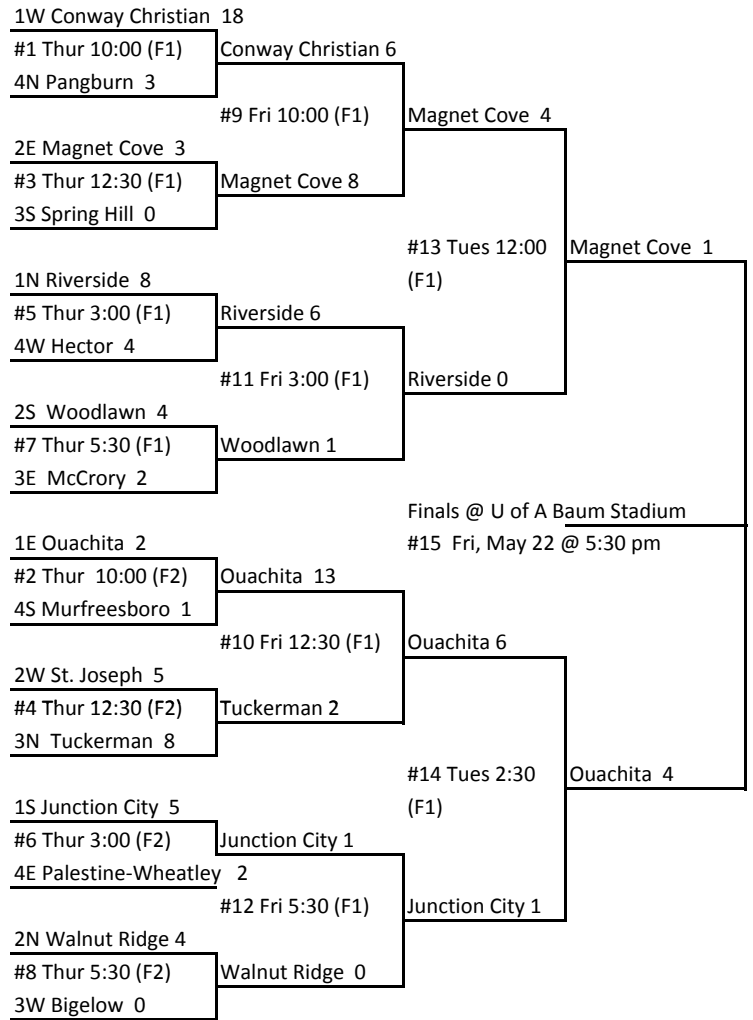 1W Conway Christian  18
#1 Thur 10:00 (F1)
Conway Christian 6
4N Pangburn  3
#9 Fri 10:00 (F1)
Magnet Cove  4
2E Magnet Cove  3
#3 Thur 12:30 (F1)
Magnet Cove 8
3S Spring Hill  0
#13 Tues 12:00
(F1)
Magnet Cove  1
1N Riverside  8
#5 Thur 3:00 (F1)
Riverside 6
4W Hector  4
#11 Fri 3:00 (F1)
Riverside 0
2S  Woodlawn  4
#7 Thur 5:30 (F1)
Woodlawn 1
3E  McCrory  2
Finals @ U of A Baum Stadium
#15  Fri, May 22 @ 5:30 pm
1E Ouachita  2
#2 Thur  10:00 (F2)
Ouachita  13
4S Murfreesboro  1
#10 Fri 12:30 (F1)
Ouachita 6
2W St. Joseph  5
#4 Thur 12:30 (F2)
Tuckerman 2
3N  Tuckerman  8
#14 Tues 2:30
(F1)
Ouachita  4
1S Junction City  5
#6 Thur 3:00 (F2)
Junction City 1
4E Palestine-Wheatley  2
#12 Fri 5:30 (F1)
Junction City 1
2N Walnut Ridge 4
#8 Thur 5:30 (F2)
Walnut Ridge  0
3W Bigelow  0